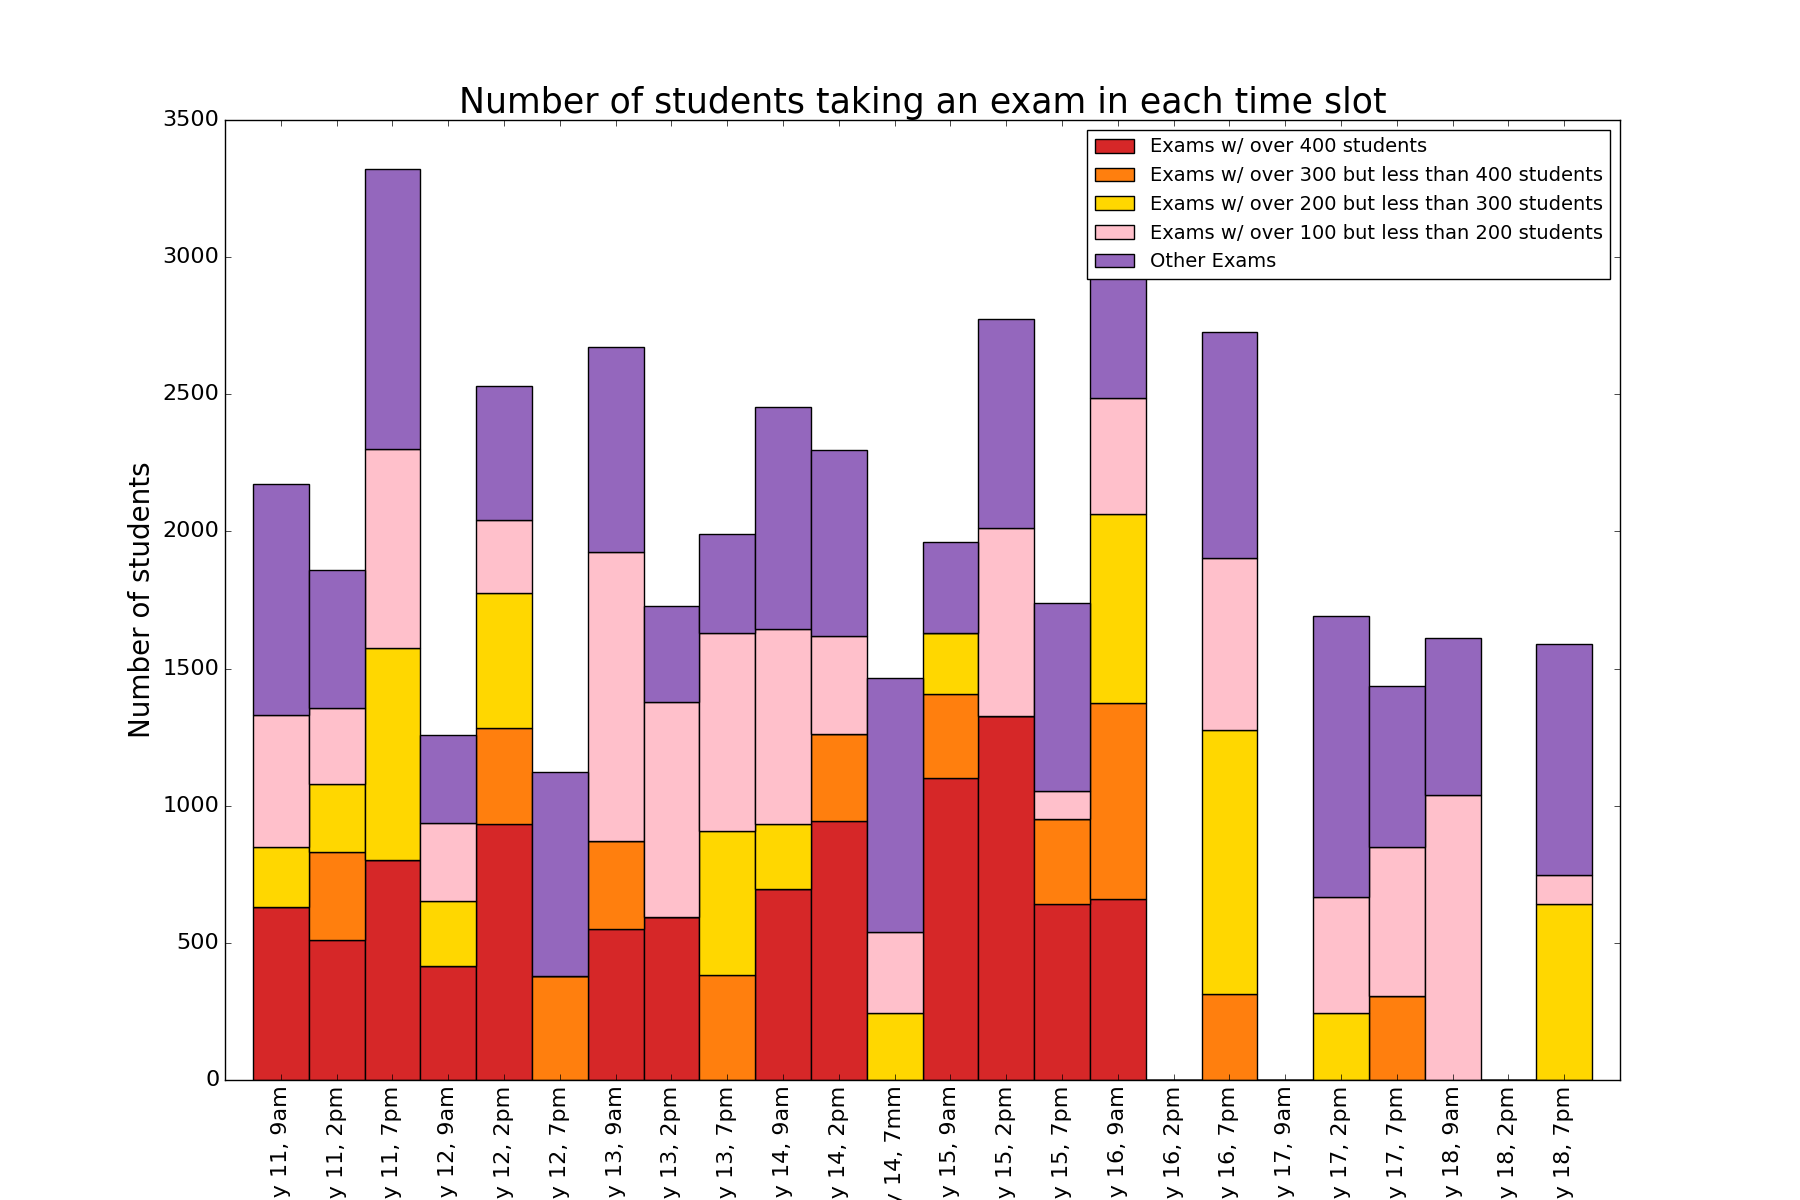 Number of students taking an exam in each time slot
Exams w/ over 400 students
Exams w/ over 300 but less than 400 students
Exams w/ over 200 but less than 300 students
Exams w/ over 100 but less than 200 students
Other Exams
Number of students
3500
3000
2500
2000
1500
1000
500
0
y 11, 9am
y 11, 2pm
y 11, 7pm
y 12, 9am
y 12, 2pm
y 12, 7pm
y 13, 9am
y 13, 2pm
y 13, 7pm
y 14, 9am
y 14, 2pm
y 14, 7mm
y 15, 9am
y 15, 2pm
y 15, 7pm
y 16, 9am
y 16, 2pm
y 16, 7pm
y 17, 9am
y 17, 2pm
y 17, 7pm
y 18, 9am
y 18, 2pm
y 18, 7pm